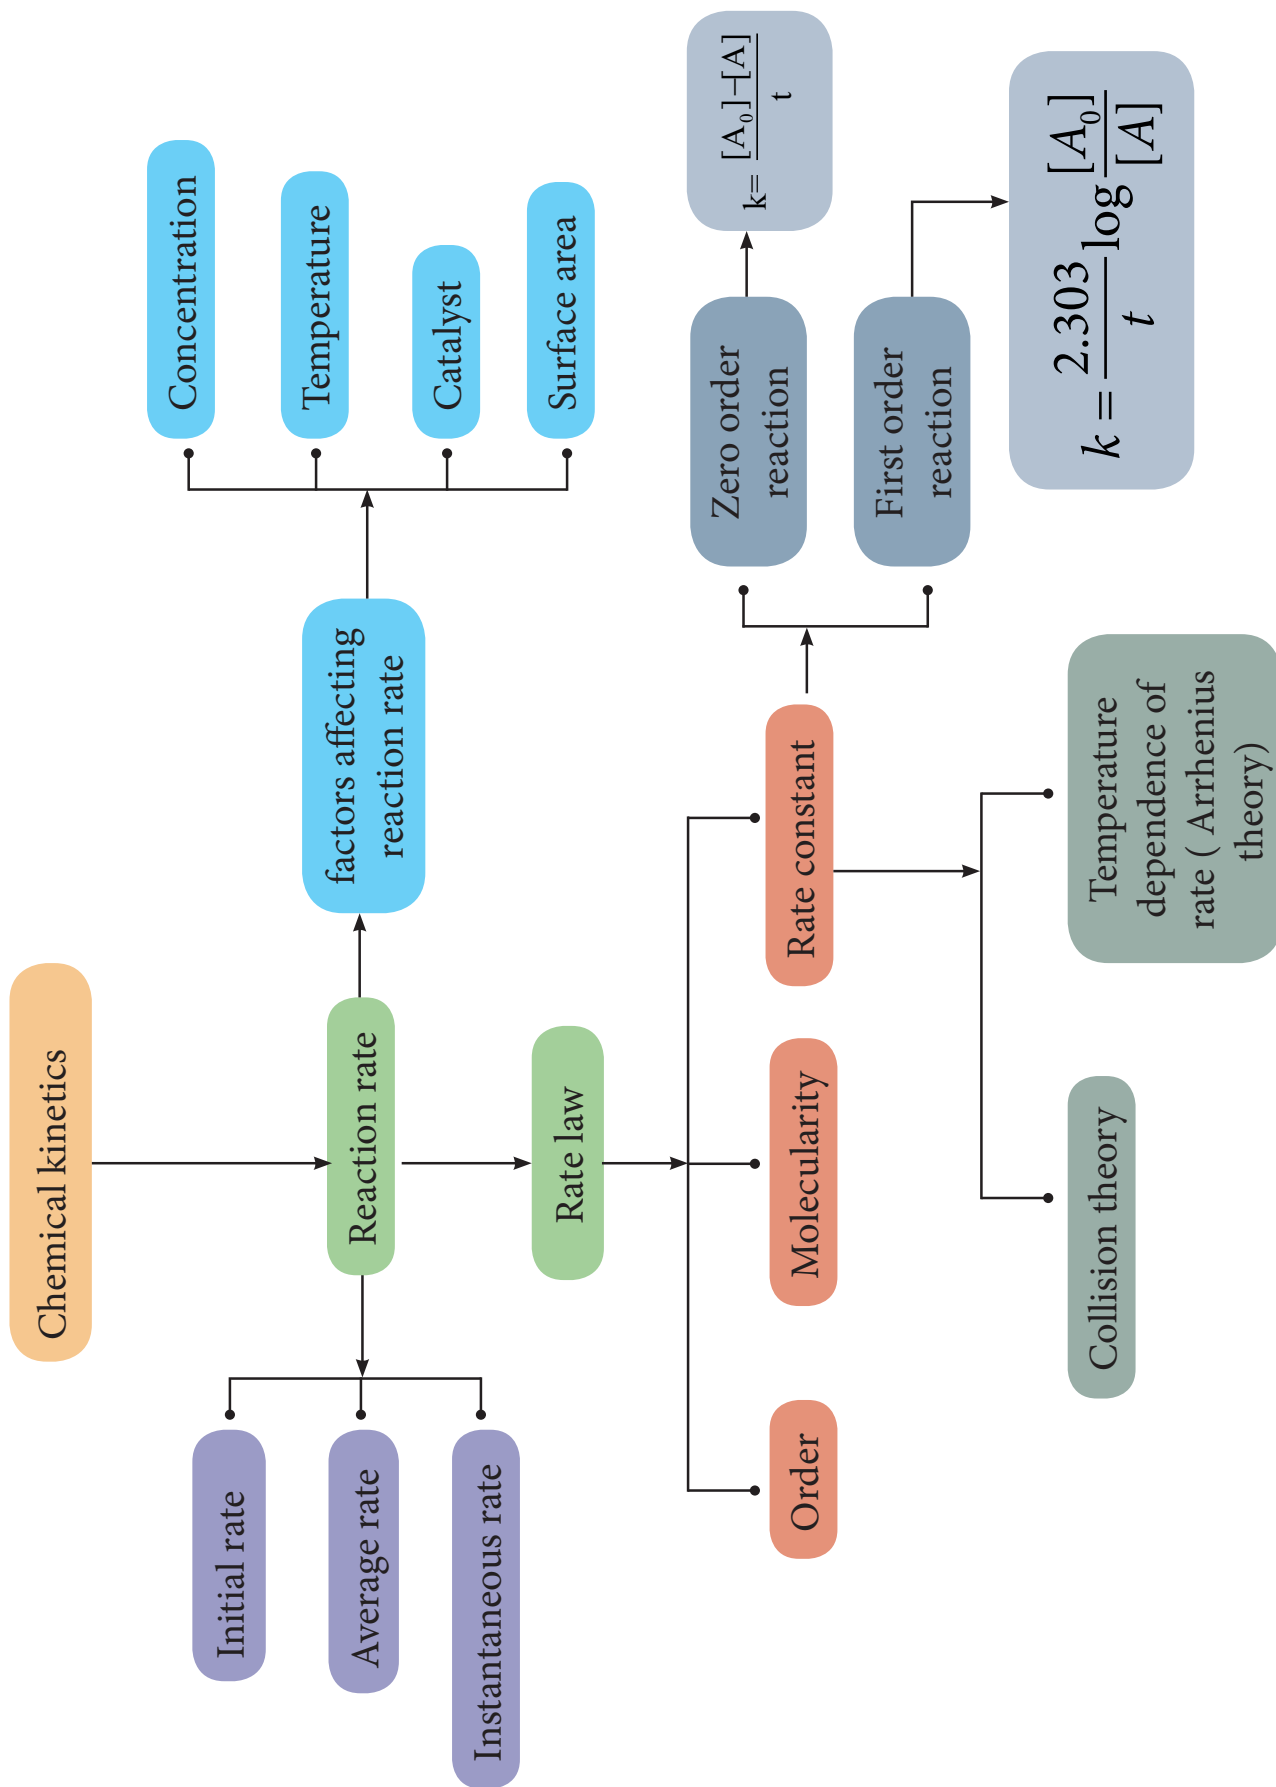 Chemical kinetics
Initial rate
Average rate
Instantaneous rate
Reaction rate
factors affecting
reaction rate
Concentration
Temperature
Catalyst
Surface area
Rate law
Order
Molecularity
Rate constant
Zero order
reaction
k= [A₀]−[A] / t
First order
reaction
k = 2.303 / t log [A₀] / [A]
Collision theory
Temperature
dependence of
rate ( Arrhenius
theory)